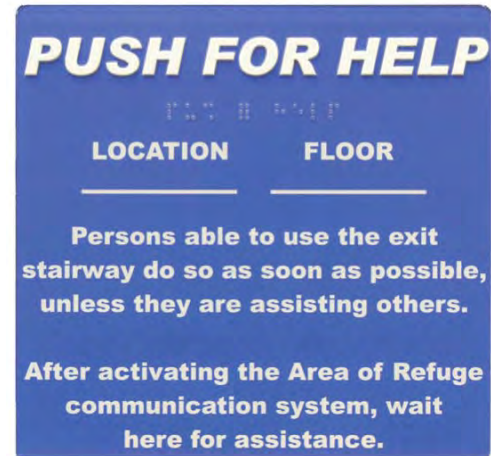 PUSH FOR HELP
LOCATION FLOOR
Persons able to use the exit
stairway do so as soon as possible,
unless they are assisting others.
After activating the Area of Refuge
communication system, wait
here for assistance.